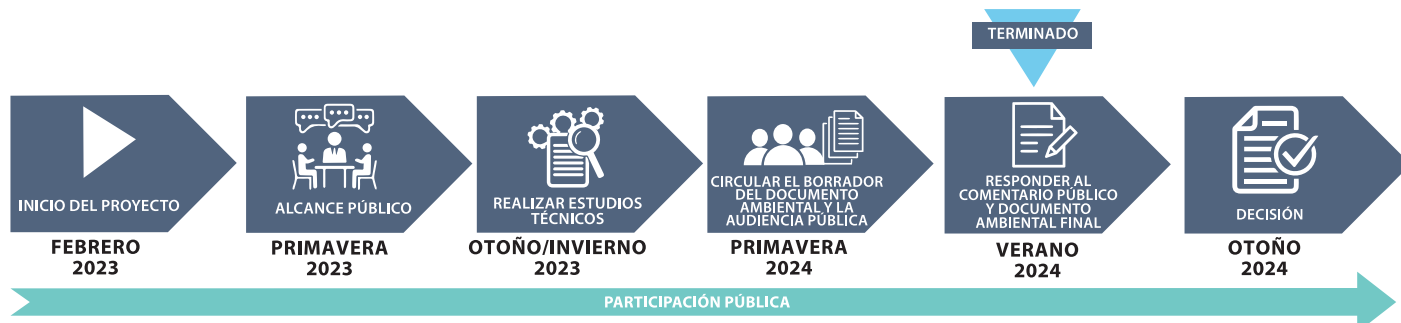 TERMINADO
INICIO DEL PROYECTO
FEBRERO
2023
ALCANCE PÚBLICO
PRIMAVERA
2023
REALIZAR ESTUDIOS
TÉCNICOS
OTOÑO/INVIERNO
2023
CIRCULAR EL BORRADOR
DEL DOCUMENTO
AMBIENTAL Y LA
AUDIENCIA PÚBLICA
PRIMAVERA
2024
RESPONDER AL
COMENTARIO PÚBLICO
Y DOCUMENTO
AMBIENTAL FINAL
VERANO
2024
DECISIÓN
OTOÑO
2024
PARTICIPACIÓN PÚBLICA